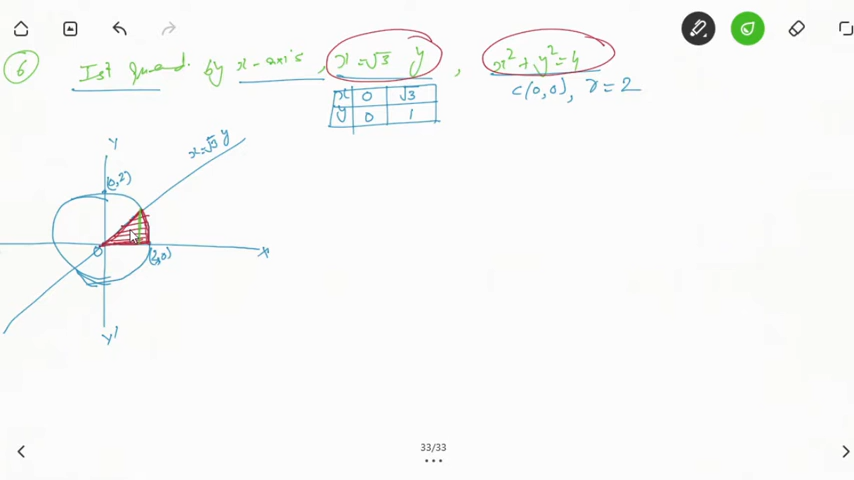 6 Ist quad. by x-axis, x=√3 y, x²+y²=4
x 0 √3
y 0 1
c(0,0), r=2
Y
x=√3y
(0,2)
O
(2,0)
X
Y'
33/33